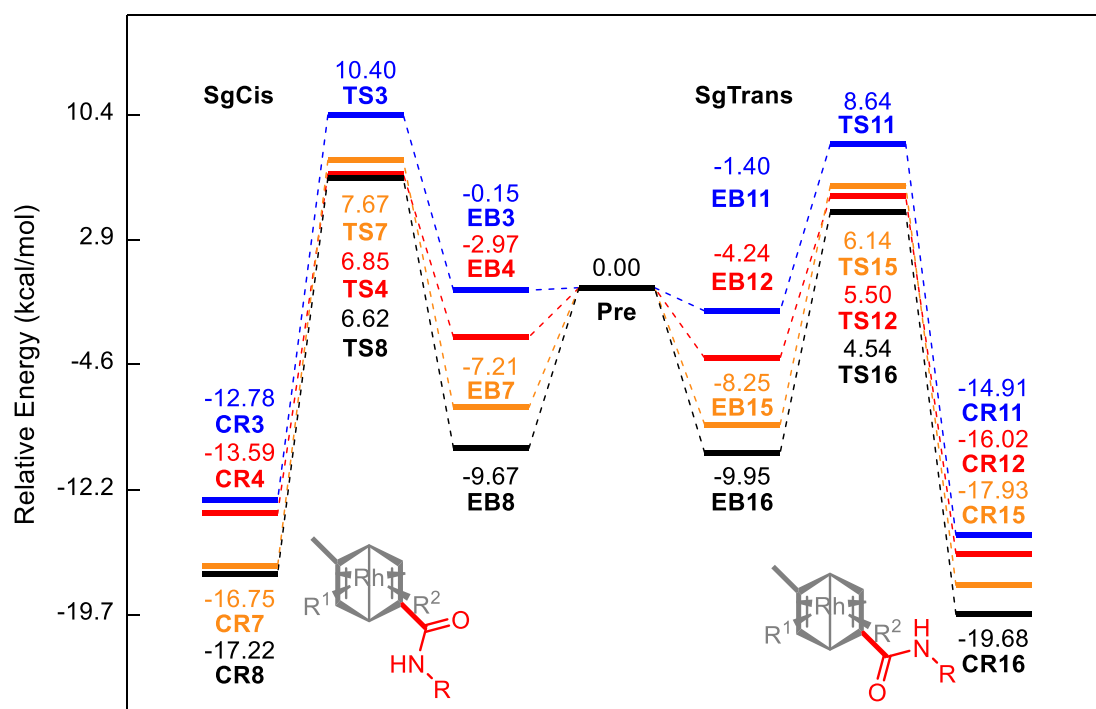 Relative Energy (kcal/mol)
10.4
2.9
-4.6
-12.2
-19.7
SgCis
SgTrans
10.40
TS3
7.67
TS7
6.85
TS4
6.62
TS8
-12.78
CR3
-13.59
CR4
-16.75
CR7
-17.22
CR8
-0.15
EB3
-2.97
EB4
-7.21
EB7
-9.67
EB8
0.00
Pre
-1.40
EB11
-4.24
EB12
-8.25
EB15
-9.95
EB16
8.64
TS11
6.14
TS15
5.50
TS12
4.54
TS16
-14.91
CR11
-16.02
CR12
-17.93
CR15
-19.68
CR16
Rh
R1
R2
O
HN
R
Rh
R1
R2
H
N
R
O